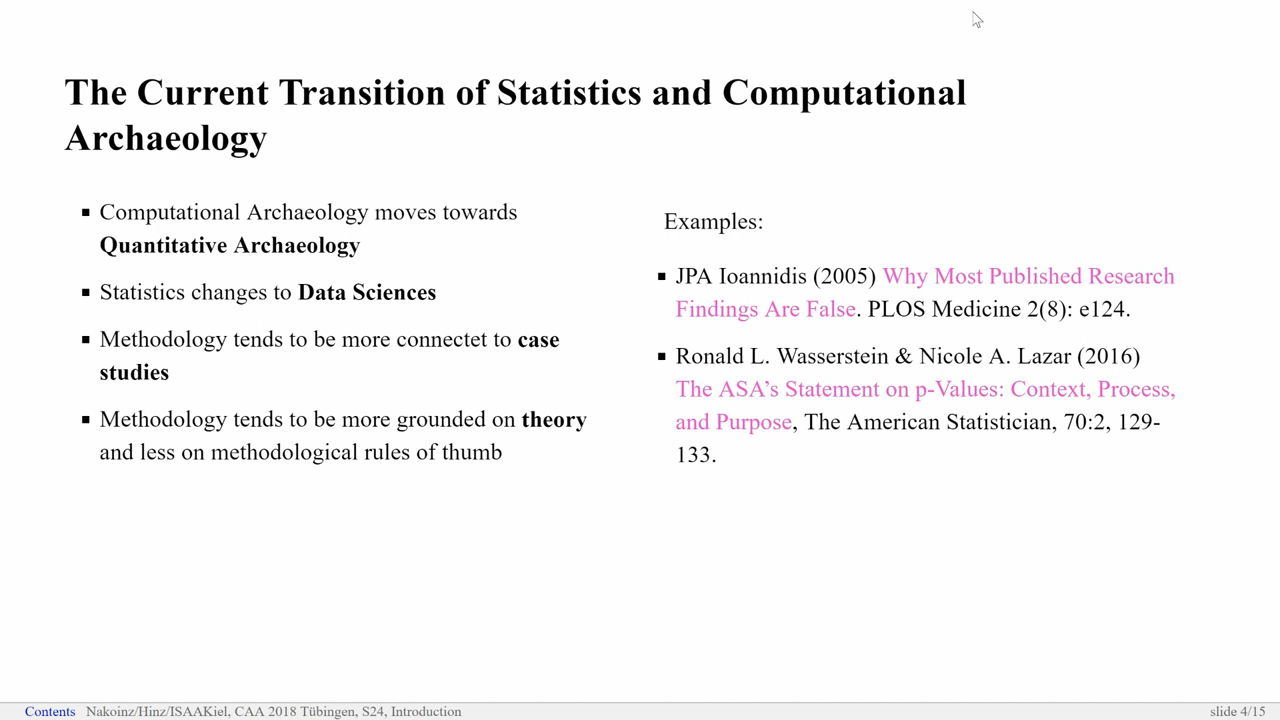 The Current Transition of Statistics and Computational
Archaeology
Computational Archaeology moves towards
Quantitative Archaeology
Statistics changes to Data Sciences
Methodology tends to be more connectet to case
studies
Methodology tends to be more grounded on theory
and less on methodological rules of thumb
Examples:
JPA Ioannidis (2005) Why Most Published Research
Findings Are False. PLOS Medicine 2(8): e124.
Ronald L. Wasserstein & Nicole A. Lazar (2016)
The ASA’s Statement on p-Values: Context, Process,
and Purpose, The American Statistician, 70:2, 129-
133.
Contents Nakoinz/Hinz/ISAAKiel, CAA 2018 Tübingen, S24, Introduction
slide 4/15